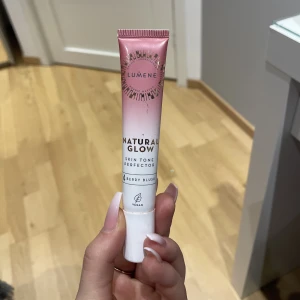 LUMENE
NATURAL
GLOW
SKIN TONE
PERFECTOR
BERRY BLUSH
VEGAN